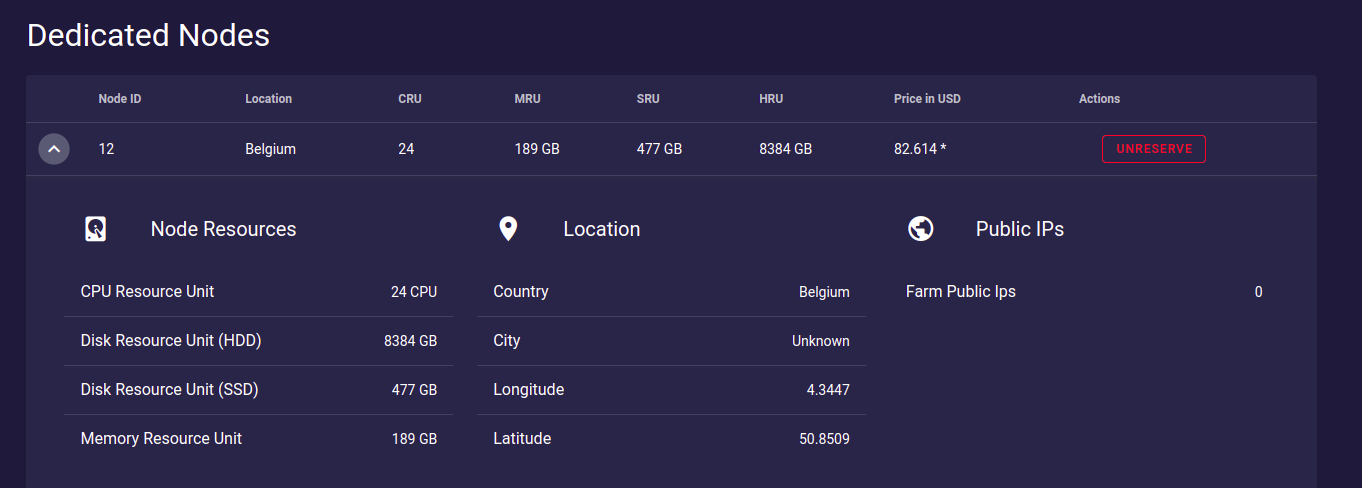 Dedicated Nodes
Node ID Location CRU MRU SRU HRU Price in USD Actions
12 Belgium 24 189 GB 477 GB 8384 GB 82.614 * UNRESERVE
Node Resources Location Public IPs
CPU Resource Unit 24 CPU Country Belgium Farm Public Ips 0
Disk Resource Unit (HDD) 8384 GB City Unknown
Disk Resource Unit (SSD) 477 GB Longitude 4.3447
Memory Resource Unit 189 GB Latitude 50.8509